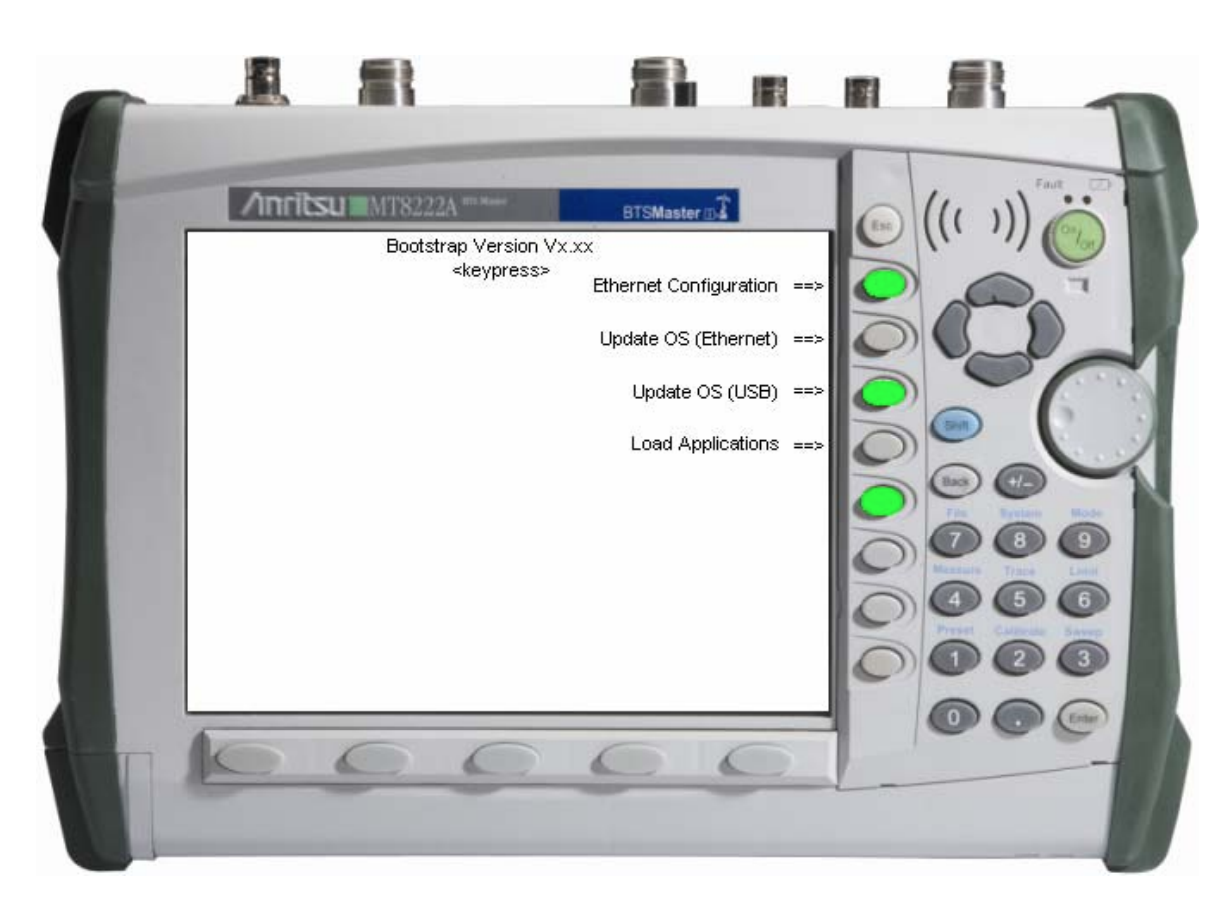 Anritsu MT8222A BTS Master
BTSMaster
Bootstrap Version Vx.xx
<keypress>
Ethernet Configuration ==>
Update OS (Ethernet) ==>
Update OS (USB) ==>
Load Applications ==>
Esc
Fault
On/Off
Shift
Back +/-
File System Mode
7 8 9
Measure Trace Limit
4 5 6
Preset Calibrate Sweep
1 2 3
0 . Enter